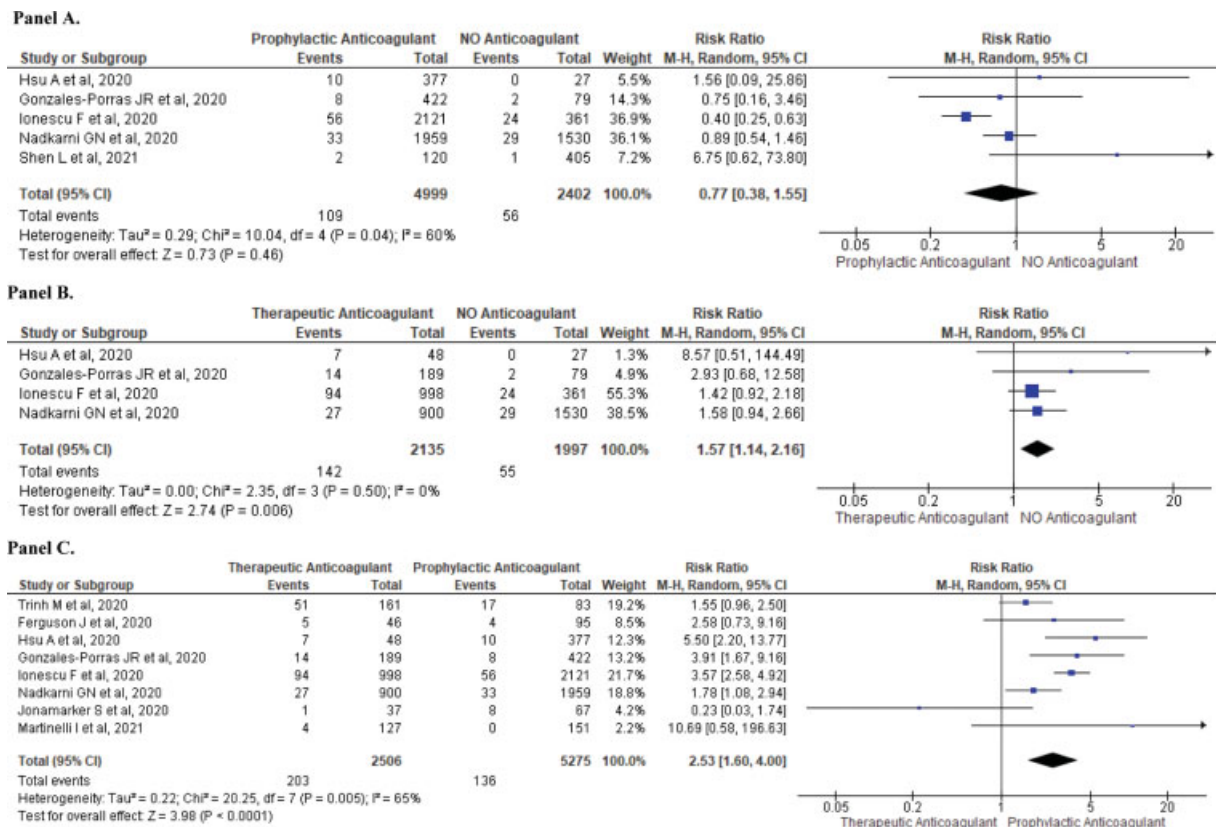 Panel A.
Prophylactic Anticoagulant NO Anticoagulant Risk Ratio Risk Ratio
Study or Subgroup Events Total Events Total Weight M-H, Random, 95% CI M-H, Random, 95% CI
Hsu A et al, 2020 10 377 0 27 5.5% 1.56 [0.09, 25.86]
Gonzales-Porras JR et al, 2020 8 422 2 79 14.3% 0.75 [0.16, 3.46]
Ionescu F et al, 2020 56 2121 24 361 36.9% 0.40 [0.25, 0.63]
Nadkarni GN et al, 2020 33 1959 29 1530 36.1% 0.89 [0.54, 1.46]
Shen L et al, 2021 2 120 1 405 7.2% 6.75 [0.62, 73.80]
Total (95% CI) 4999 2402 100.0% 0.77 [0.38, 1.55]
Total events 109 56
Heterogeneity: Tau² = 0.29; Chi² = 10.04, df = 4 (P = 0.04); I² = 60%
Test for overall effect: Z = 0.73 (P = 0.46)
0.05 0.2 1 5 20
Prophylactic Anticoagulant NO Anticoagulant
Panel B.
Therapeutic Anticoagulant NO Anticoagulant Risk Ratio Risk Ratio
Study or Subgroup Events Total Events Total Weight M-H, Random, 95% CI M-H, Random, 95% CI
Hsu A et al, 2020 7 48 0 27 1.3% 8.57 [0.51, 144.49]
Gonzales-Porras JR et al, 2020 14 189 2 79 4.9% 2.93 [0.68, 12.58]
Ionescu F et al, 2020 94 998 24 361 55.3% 1.42 [0.92, 2.18]
Nadkarni GN et al, 2020 27 900 29 1530 38.5% 1.58 [0.94, 2.66]
Total (95% CI) 2135 1997 100.0% 1.57 [1.14, 2.16]
Total events 142 55
Heterogeneity: Tau² = 0.00; Chi² = 2.35, df = 3 (P = 0.50); I² = 0%
Test for overall effect: Z = 2.74 (P = 0.006)
0.05 0.2 1 5 20
Therapeutic Anticoagulant NO Anticoagulant
Panel C.
Therapeutic Anticoagulant Prophylactic Anticoagulant Risk Ratio Risk Ratio
Study or Subgroup Events Total Events Total Weight M-H, Random, 95% CI M-H, Random, 95% CI
Trinh M et al, 2020 51 161 17 83 19.2% 1.55 [0.96, 2.50]
Ferguson J et al, 2020 5 46 4 95 8.5% 2.58 [0.73, 9.16]
Hsu A et al, 2020 7 48 10 377 12.3% 5.50 [2.20, 13.77]
Gonzales-Porras JR et al, 2020 14 189 8 422 13.2% 3.91 [1.67, 9.16]
Ionescu F et al, 2020 94 998 56 2121 21.7% 3.57 [2.58, 4.92]
Nadkarni GN et al, 2020 27 900 33 1959 18.8% 1.78 [1.08, 2.94]
Jonamarker S et al, 2020 1 37 8 67 4.2% 0.23 [0.03, 1.74]
Martinelli I et al, 2021 4 127 0 151 2.2% 10.69 [0.58, 196.63]
Total (95% CI) 2506 5275 100.0% 2.53 [1.60, 4.00]
Total events 203 136
Heterogeneity: Tau² = 0.22; Chi² = 20.25, df = 7 (P = 0.005); I² = 65%
Test for overall effect: Z = 3.98 (P < 0.0001)
0.05 0.2 1 5 20
Therapeutic Anticoagulant Prophylactic Anticoagulant